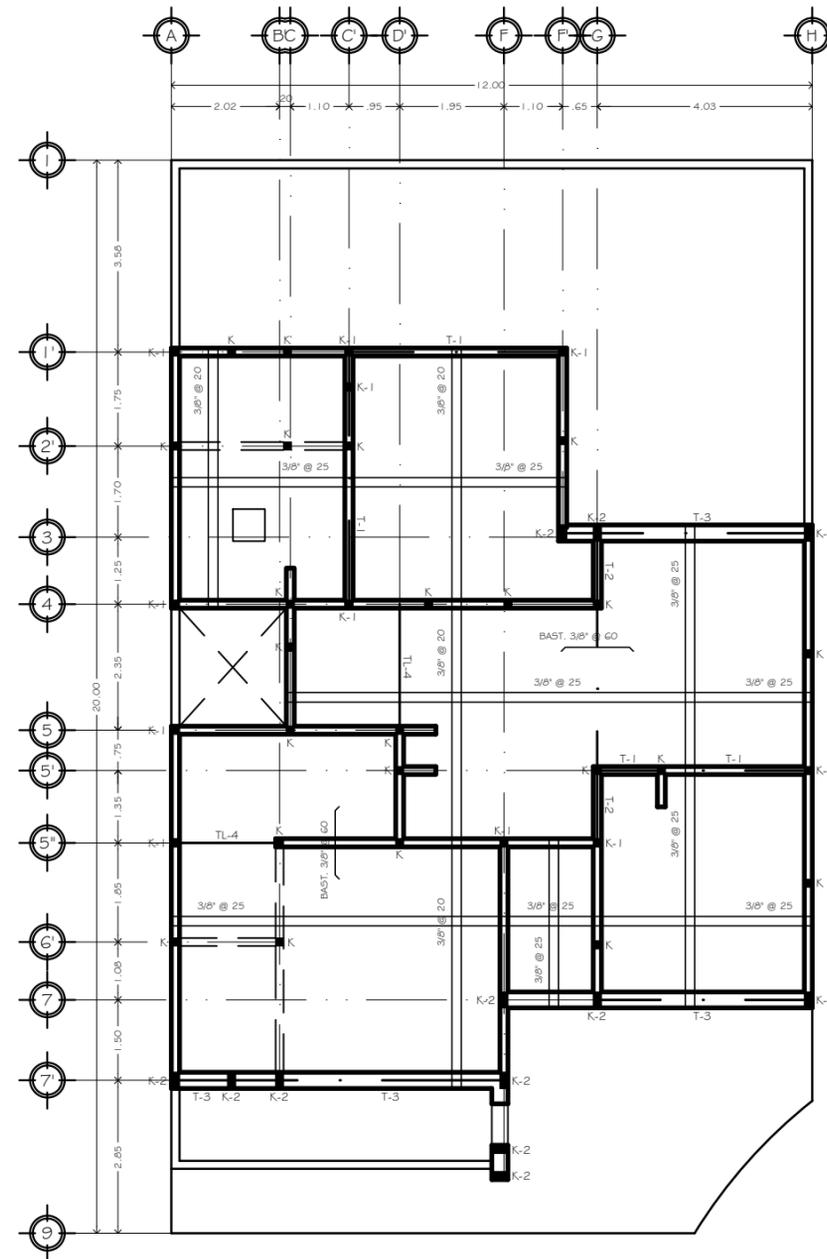 A B' C C' D' F F' G H
12.00
2.02 .20 1.10 .95 1.95 1.10 .65 4.03
1
3.58
1' K-1 K K K-1 T-1 K-1
3/8" @ 20 3/8" @ 20
1.75 K-1
2' K K K
3/8" @ 25 3/8" @ 25
1.70
T-1 K-2 K-2 T-3 K-
3
1.25 T-2 3/8" @ 25
4 K-1 K K-1 K K
20.00 2.35 K TL-4 3/8" @ 20 BAST. 3/8" @ 60 K
3/8" @ 25 3/8" @ 25
5 K-1 K
.75 T-1 K T-1
5' K K-
1.35 T-2 3/8" @ 25
TL-4 K K-1
5'' K-1 K K-1
BAST. 3/8" @ 60
1.85 K
3/8" @ 25 3/8" @ 25 3/8" @ 25
3/8" @ 20 3/8" @ 25
6' K K K
1.08
7 K-2 K-
K-2 T-3
1.50
7' K-2 K-2
T-3 K-2 K-2 T-3
2.85
K-2
K-2
9